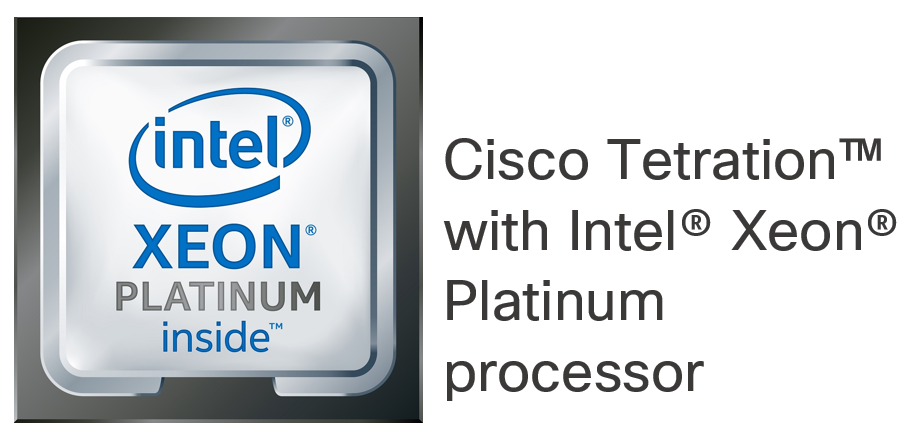 intel®
XEON®
PLATINUM
inside™
Cisco Tetration™
with Intel® Xeon®
Platinum
processor